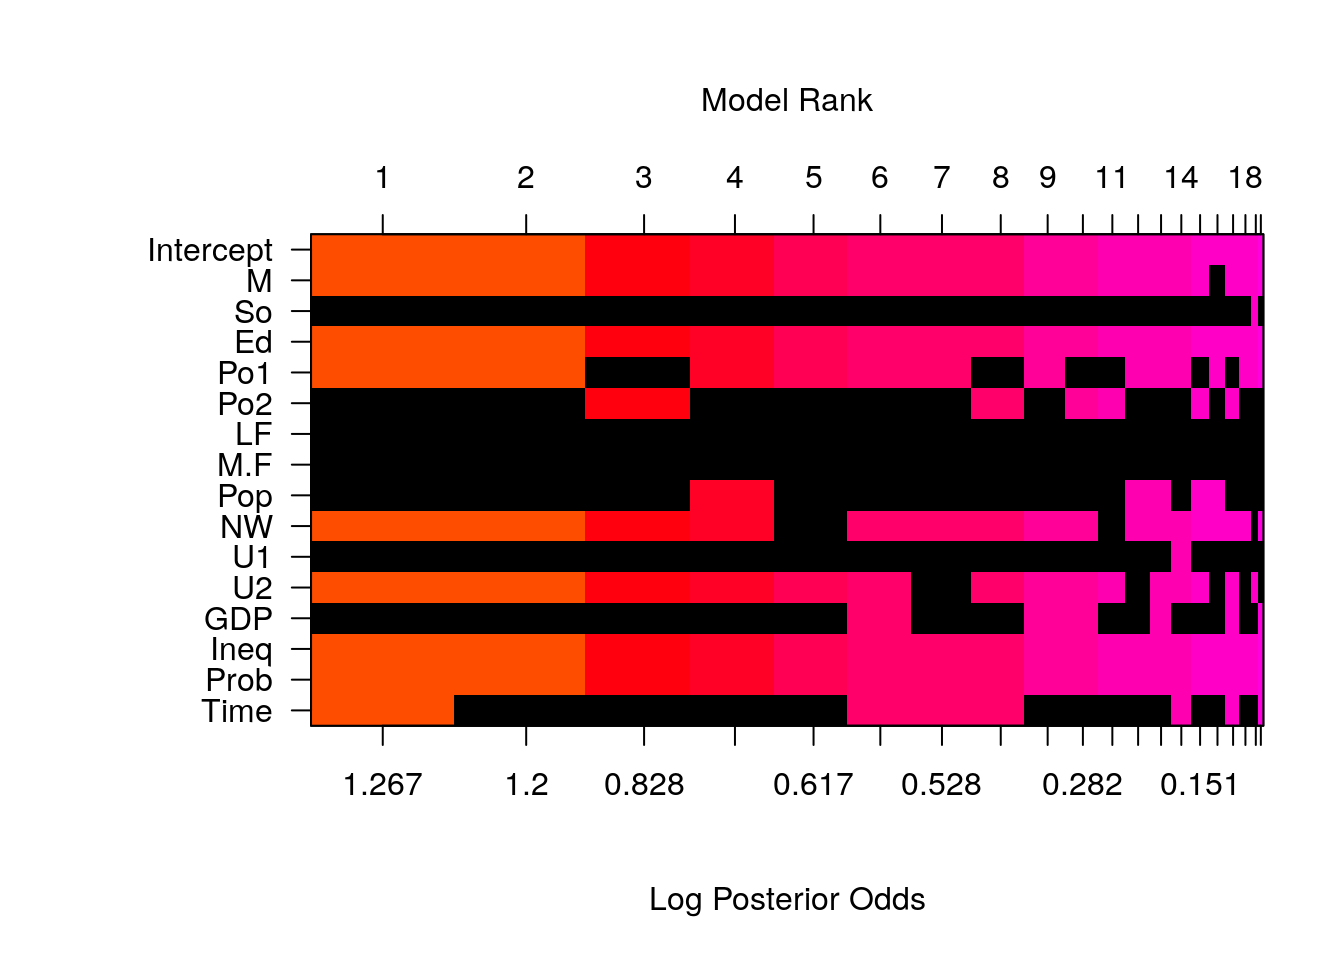 Model Rank
1 2 3 4 5 6 7 8 9 11 14 18
Intercept
M
So
Ed
Po1
Po2
LF
M.F
Pop
NW
U1
U2
GDP
Ineq
Prob
Time
1.267 1.2 0.828 0.617 0.528 0.282 0.151
Log Posterior Odds